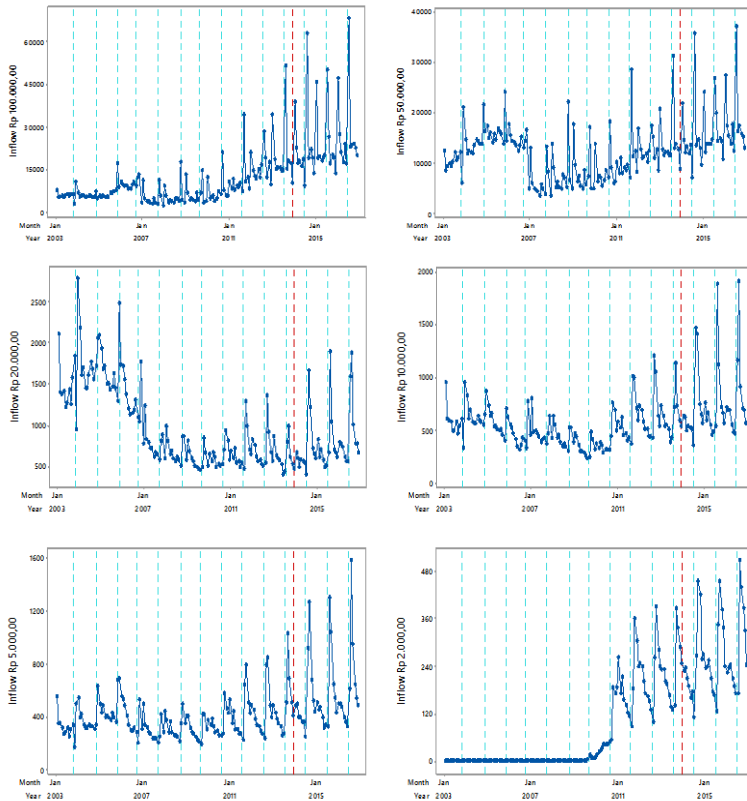 Inflow Rp 100.000,00
60000
45000
30000
15000
0
Month Jan Jan Jan Jan
Year 2003 2007 2011 2015
Inflow Rp 50.000,00
40000
30000
20000
10000
0
Month Jan Jan Jan Jan
Year 2003 2007 2011 2015
Inflow Rp 20.000,00
2500
2000
1500
1000
500
Month Jan Jan Jan Jan
Year 2003 2007 2011 2015
Inflow Rp 10.000,00
2000
1500
1000
500
0
Month Jan Jan Jan Jan
Year 2003 2007 2011 2015
Inflow Rp 5.000,00
1600
1200
800
400
0
Month Jan Jan Jan Jan
Year 2003 2007 2011 2015
Inflow Rp 2.000,00
480
360
240
120
0
Month Jan Jan Jan Jan
Year 2003 2007 2011 2015